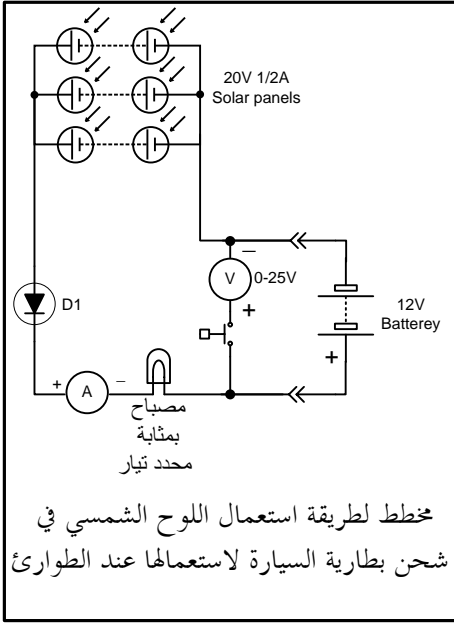 20V 1/2A
Solar panels
D1
−
V
0-25V
+
12V
Batterey
+
+
A
−
مصباح
بمثابة
محدد تيار
مخطط لطريقة استعمال اللوح الشمسي في
شحن بطارية السيارة لاستعمالها عند الطوارئ